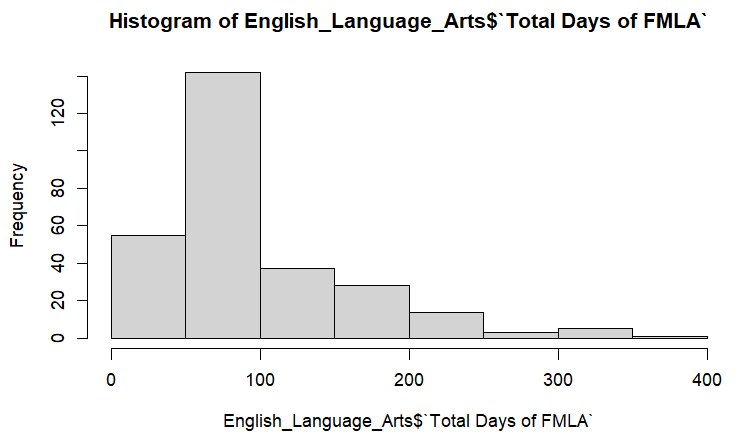 Histogram of English_Language_Arts$`Total Days of FMLA`
Frequency
120
80
60
40
20
0
0 100 200 300 400
English_Language_Arts$`Total Days of FMLA`